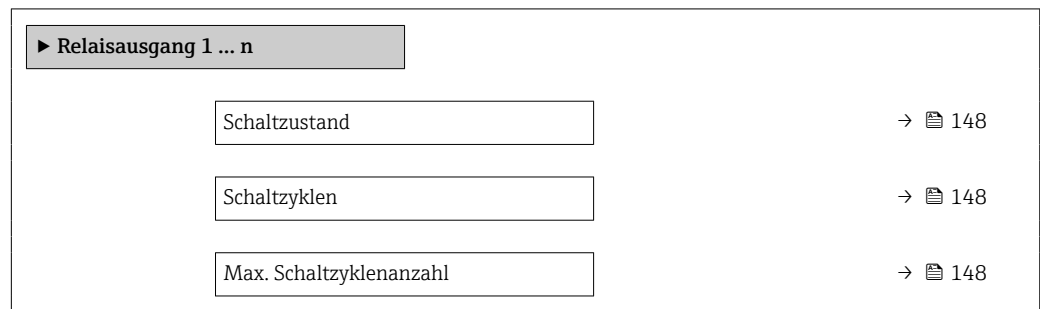 ▶ Relaisausgang 1 … n
Schaltzustand → 148
Schaltzyklen → 148
Max. Schaltzyklenanzahl → 148